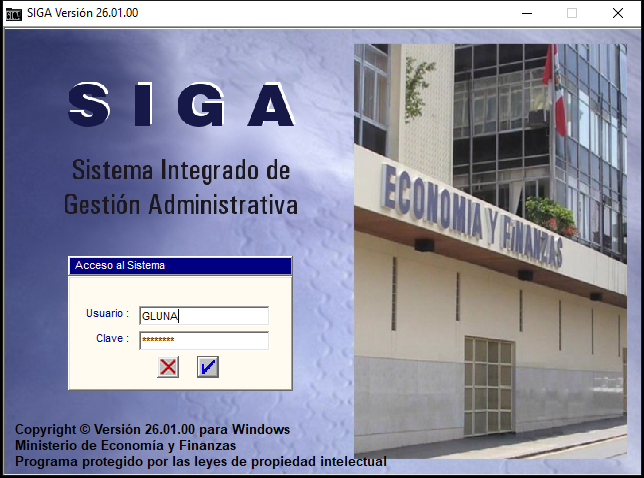 SIGA Versión 26.01.00
SIGA
Sistema Integrado de
Gestión Administrativa
ECONOMIA Y FiNANZAS
Acceso al Sistema
Usuario : GLUNA
Clave : ********
Copyright © Versión 26.01.00 para Windows
Ministerio de Economía y Finanzas
Programa protegido por las leyes de propiedad intelectual